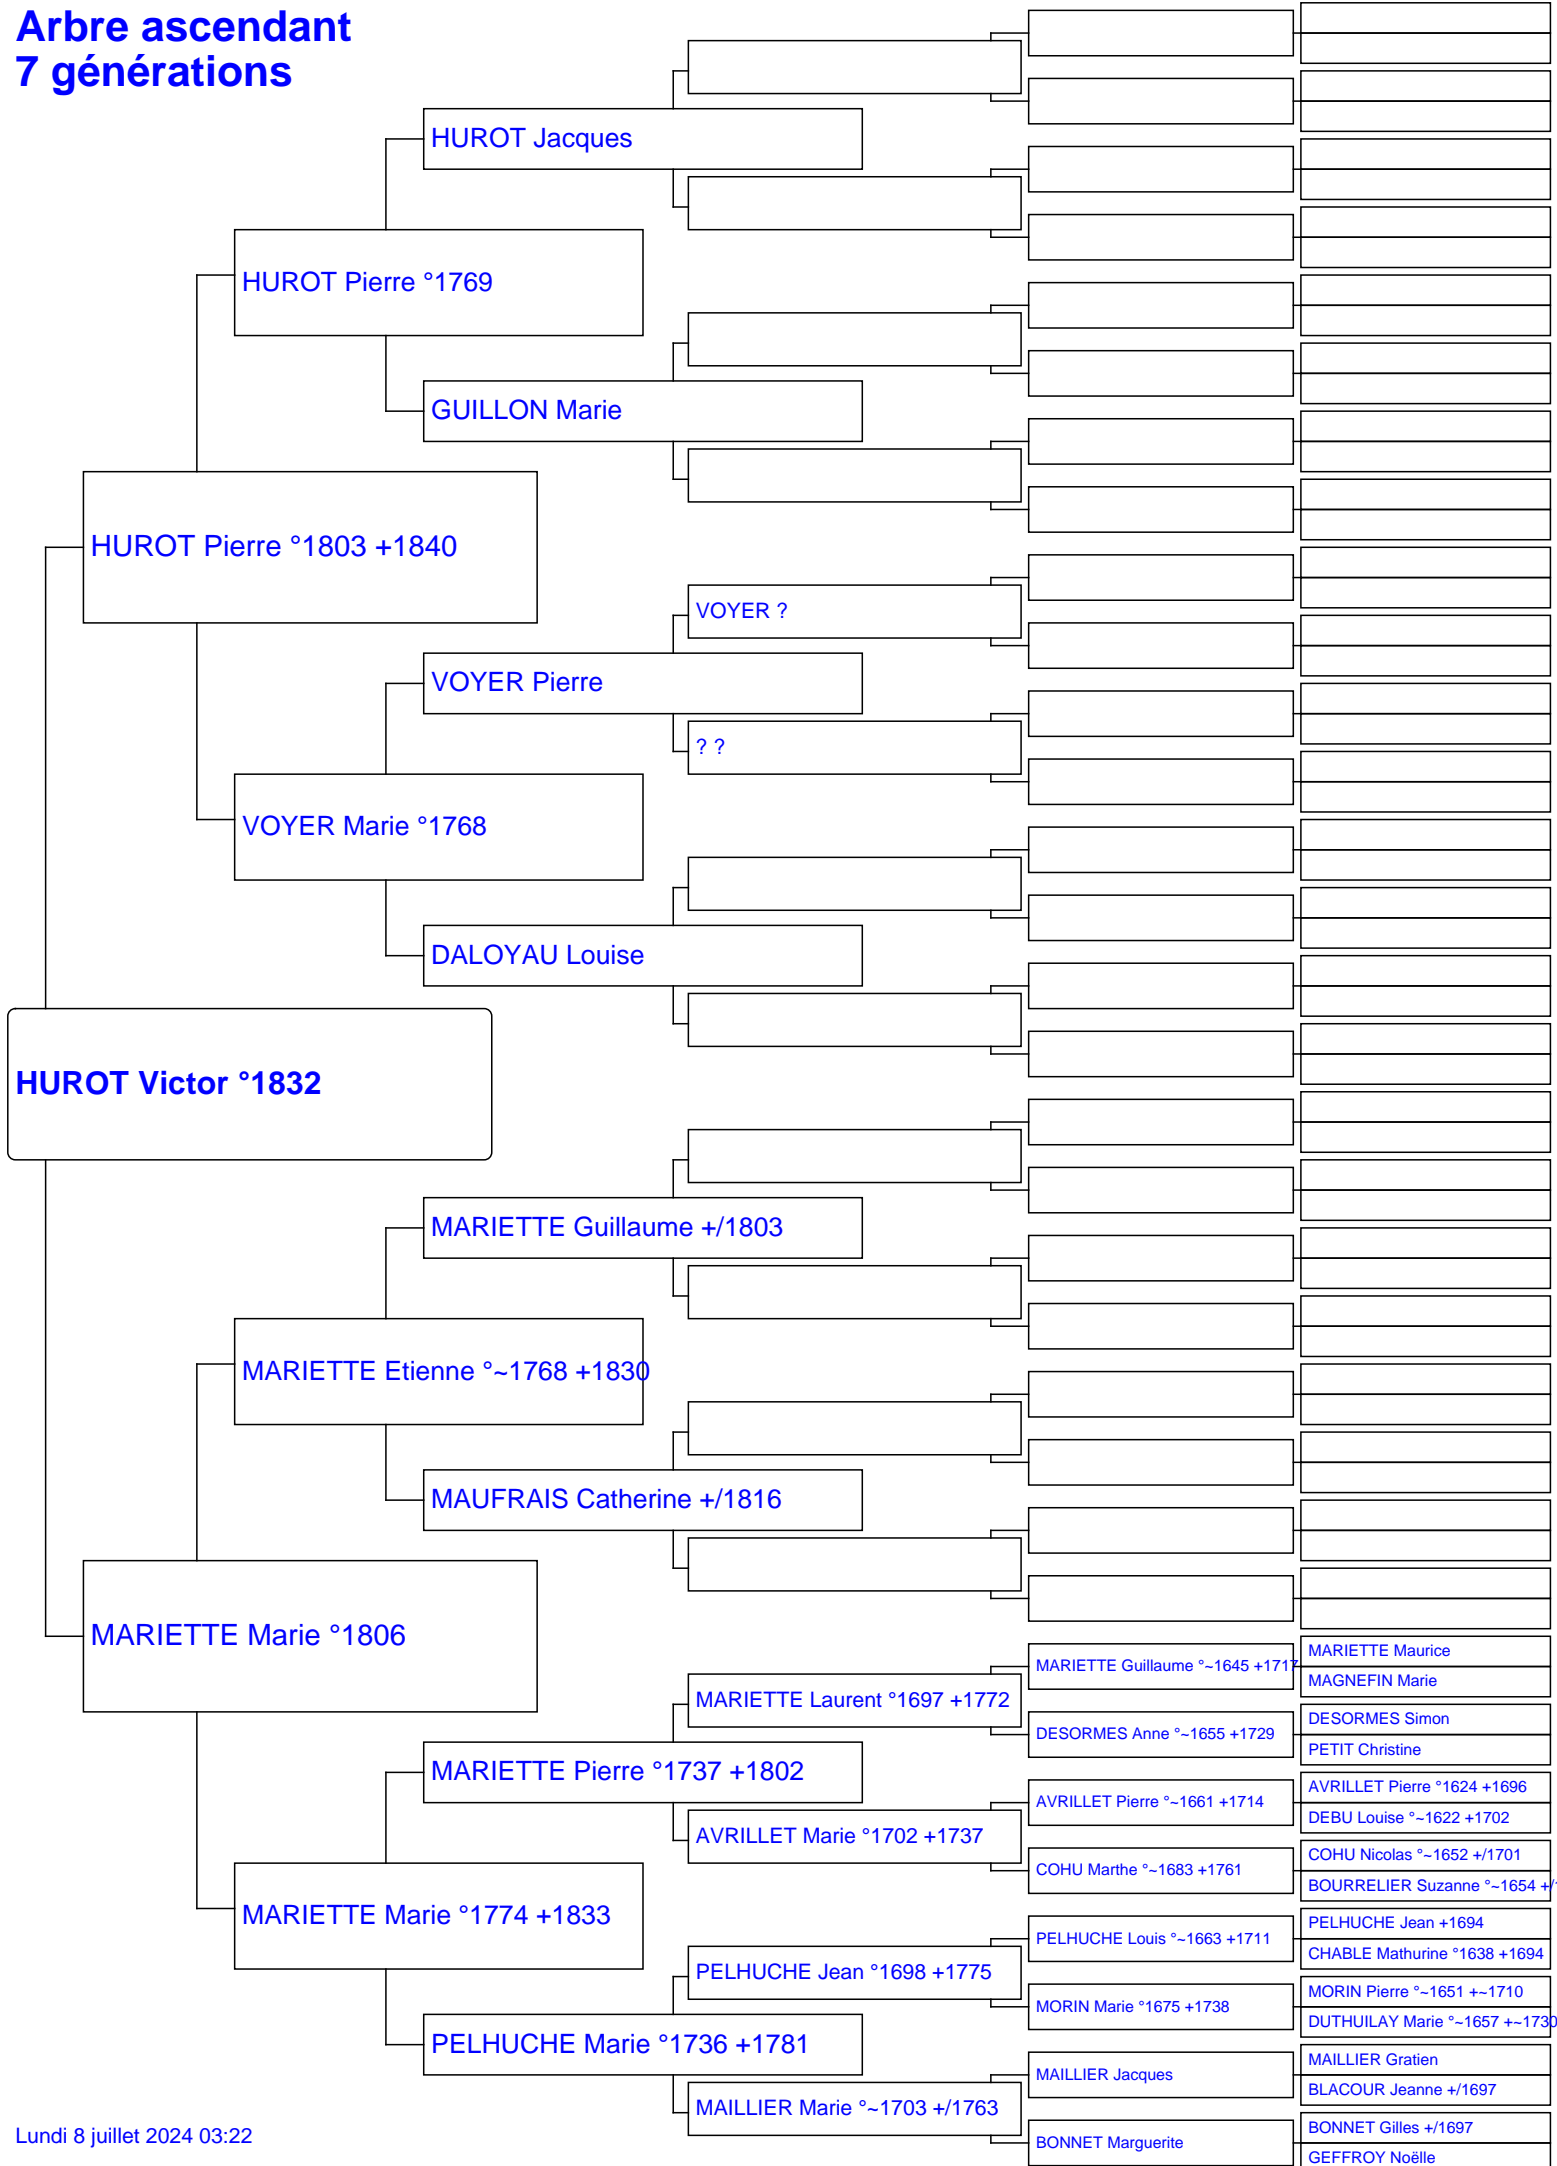 Arbre ascendant
7 générations
HUROT Jacques
HUROT Pierre °1769
GUILLON Marie
HUROT Pierre °1803 +1840
VOYER ?
VOYER Pierre
? ?
VOYER Marie °1768
DALOYAU Louise
HUROT Victor °1832
MARIETTE Guillaume +/1803
MARIETTE Etienne °~1768 +1830
MAUFRAIS Catherine +/1816
MARIETTE Marie °1806
MARIETTE Maurice
MARIETTE Guillaume °~1645 +1717
MAGNEFIN Marie
MARIETTE Laurent °1697 +1772
DESORMES Simon
DESORMES Anne °~1655 +1729
PETIT Christine
MARIETTE Pierre °1737 +1802
AVRILLET Pierre °1624 +1696
AVRILLET Pierre °~1661 +1714
DEBU Louise °~1622 +1702
AVRILLET Marie °1702 +1737
COHU Nicolas °~1652 +/1701
COHU Marthe °~1683 +1761
BOURRELIER Suzanne °~1654 +/
MARIETTE Marie °1774 +1833
PELHUCHE Jean +1694
PELHUCHE Louis °~1663 +1711
CHABLE Mathurine °1638 +1694
PELHUCHE Jean °1698 +1775
MORIN Pierre °~1651 +~1710
MORIN Marie °1675 +1738
DUTHUILAY Marie °~1657 +~1730
PELHUCHE Marie °1736 +1781
MAILLIER Gratien
MAILLIER Jacques
BLACOUR Jeanne +/1697
MAILLIER Marie °~1703 +/1763
BONNET Gilles +/1697
BONNET Marguerite
GEFFROY Noëlle
Lundi 8 juillet 2024 03:22